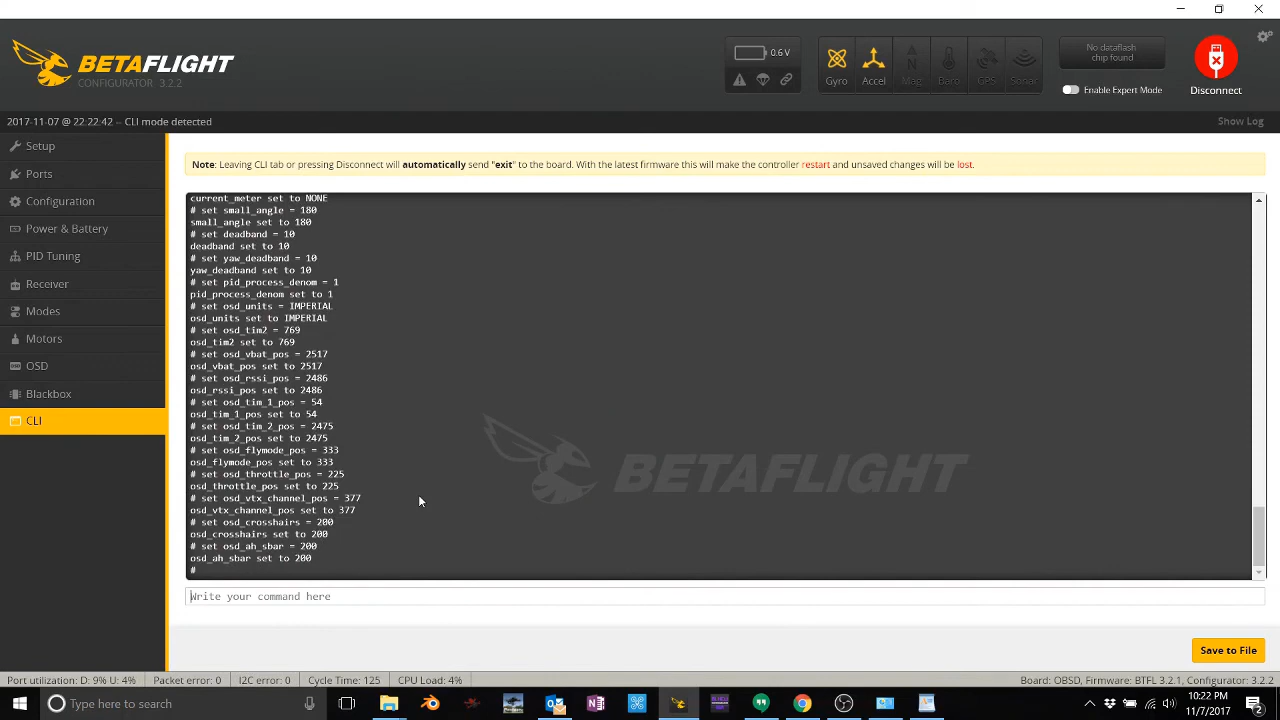 BETAFLIGHT
CONFIGURATOR 3.2.2
0.6 V
Gyro
Accel
Mag
Baro
GPS
Sonar
No dataflash
chip found
Enable Expert Mode
Disconnect
2017-11-07 @ 22:22:42 -- CLI mode detected
Show Log
Setup
Ports
Configuration
Power & Battery
PID Tuning
Receiver
Modes
Motors
OSD
Blackbox
CLI
Note: Leaving CLI tab or pressing Disconnect will automatically send "exit" to the board. With the latest firmware this will make the controller restart and unsaved changes will be lost.
current_meter set to NONE
# set small_angle = 180
small_angle set to 180
# set deadband = 10
deadband set to 10
# set yaw_deadband = 10
yaw_deadband set to 10
# set pid_process_denom = 1
pid_process_denom set to 1
# set osd_units = IMPERIAL
osd_units set to IMPERIAL
# set osd_tim2 = 769
osd_tim2 set to 769
# set osd_vbat_pos = 2517
osd_vbat_pos set to 2517
# set osd_rssi_pos = 2486
osd_rssi_pos set to 2486
# set osd_tim_1_pos = 54
osd_tim_1_pos set to 54
# set osd_tim_2_pos = 2475
osd_tim_2_pos set to 2475
# set osd_flymode_pos = 333
osd_flymode_pos set to 333
# set osd_throttle_pos = 225
osd_throttle_pos set to 225
# set osd_vtx_channel_pos = 377
osd_vtx_channel_pos set to 377
# set osd_crosshairs = 200
osd_crosshairs set to 200
# set osd_ah_sbar = 200
osd_ah_sbar set to 200
#
BETAFLIGHT
Write your command here
Save to File
Port utilization: D: 9% U: 4%
Packet error: 0
I2C error: 0
Cycle Time: 125
CPU Load: 4%
Board: OBSD, Firmware: BTFL 3.2.1, Configurator: 3.2.2
Type here to search
10:22 PM
11/7/2017